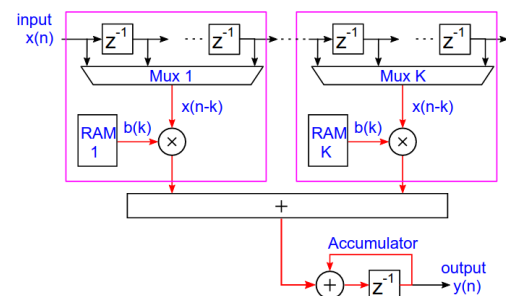 input
x(n)
z⁻¹ z⁻¹ z⁻¹ z⁻¹
Mux 1 Mux K
x(n-k) x(n-k)
RAM
1
b(k)
×
RAM
K
b(k)
×
+
Accumulator
+
z⁻¹
output
y(n)